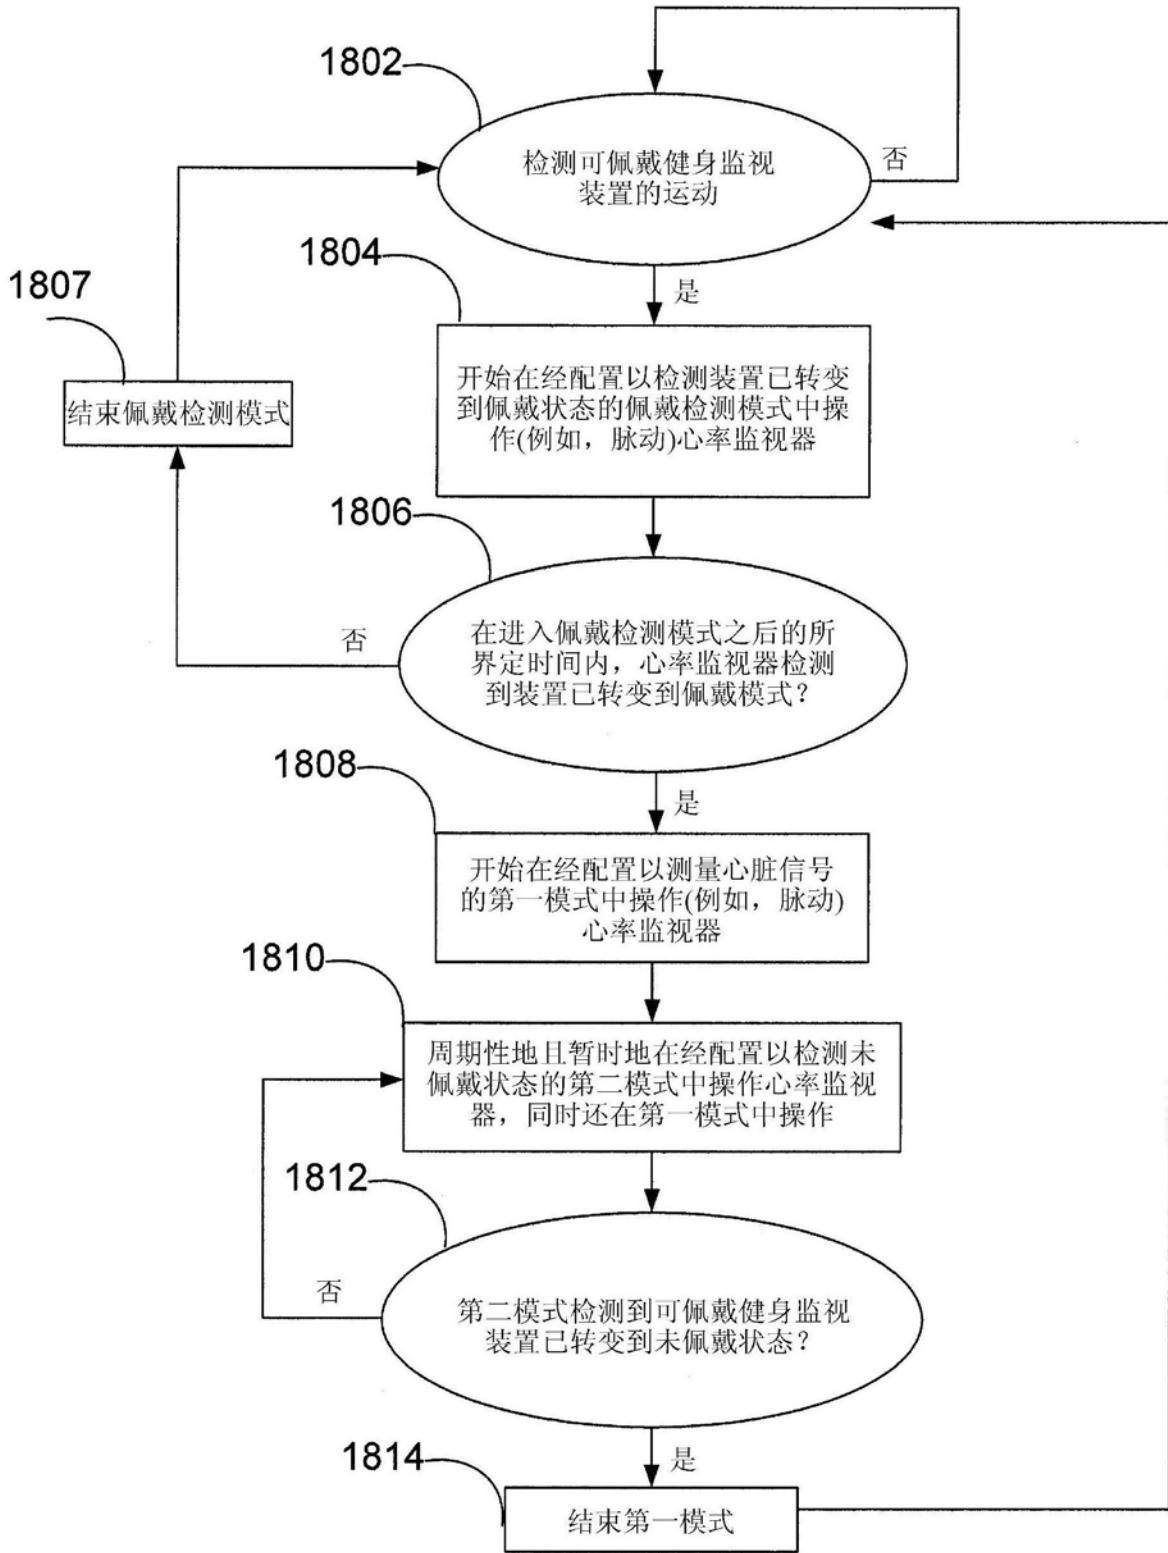 1802
检测可佩戴健身监视
装置的运动
否
1804
是
1807
开始在经配置以检测装置已转变
到佩戴状态的佩戴检测模式中操
作(例如，脉动)心率监视器
结束佩戴检测模式
1806
否
在进入佩戴检测模式之后的所
界定时间内，心率监视器检测
到装置已转变到佩戴模式？
1808
是
开始在经配置以测量心脏信号
的第一模式中操作(例如，脉动)
心率监视器
1810
周期性地且暂时地在经配置以检测未
佩戴状态的第二模式中操作心率监视
器，同时还在第一模式中操作
1812
否
第二模式检测到可佩戴健身监视
装置已转变到未佩戴状态？
1814
是
结束第一模式